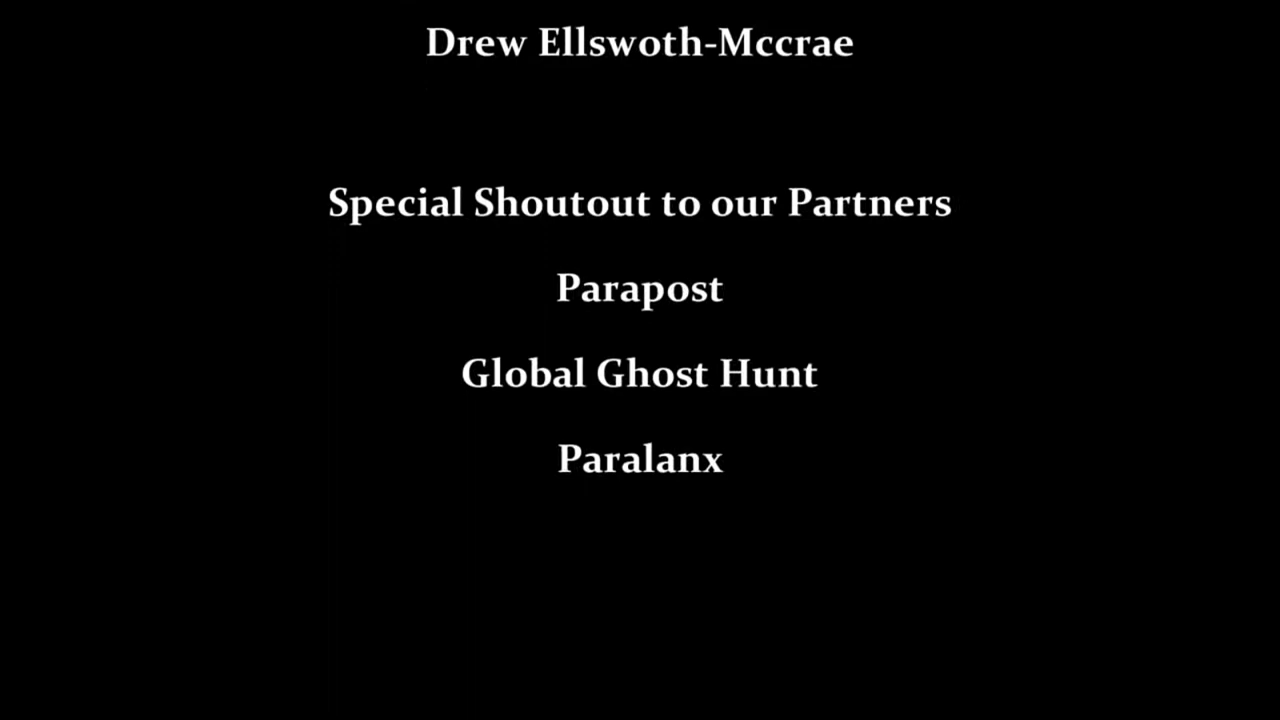 Drew Ellswoth-Mccrae
Special Shoutout to our Partners
Parapost
Global Ghost Hunt
Paralanx